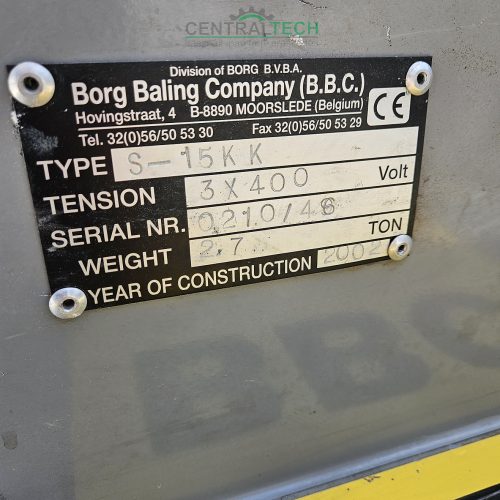 CENTRALTECH
Division of BORG B.V.B.A.
Borg Baling Company (B.B.C.)
Hovingstraat, 4 B-8890 MOORSLEDE (Belgium)
Tel. 32(0)56/50 53 30 Fax 32(0)56/50 53 29
CE
TYPE S-15KK
TENSION 3X400 Volt
SERIAL NR. 0210/48
WEIGHT 2.7 TON
YEAR OF CONSTRUCTION 2002
BBC